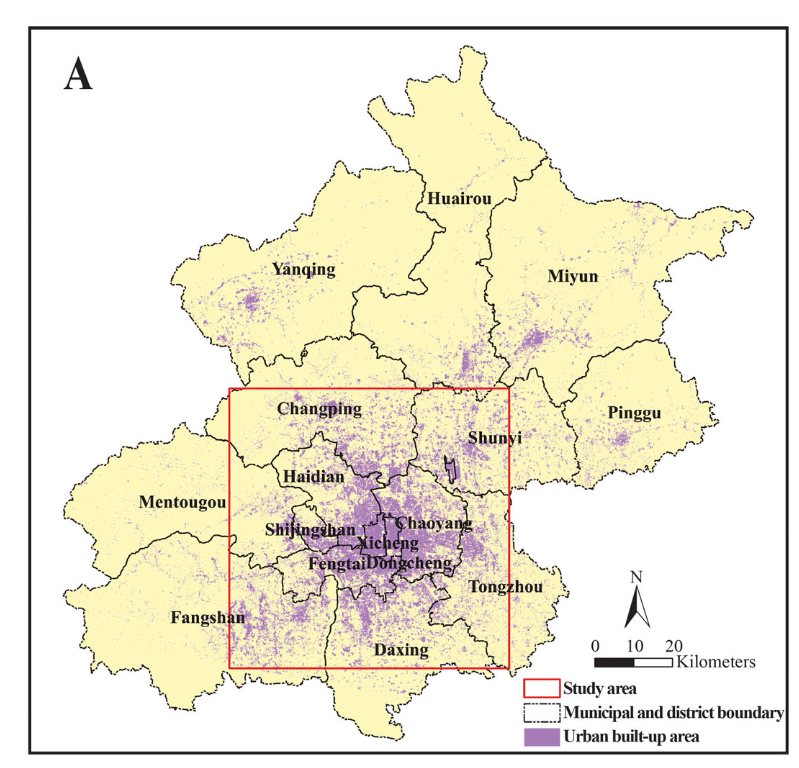 A
Huairou
Yanqing
Miyun
Changping
Pinggu
Shunyi
Haidian
Mentougou
Shijingshan
Chaoyang
Xicheng
Fengtai
Dongcheng
Tongzhou
Fangshan
Daxing
N
0 10 20
Kilometers
Study area
Municipal and district boundary
Urban built-up area